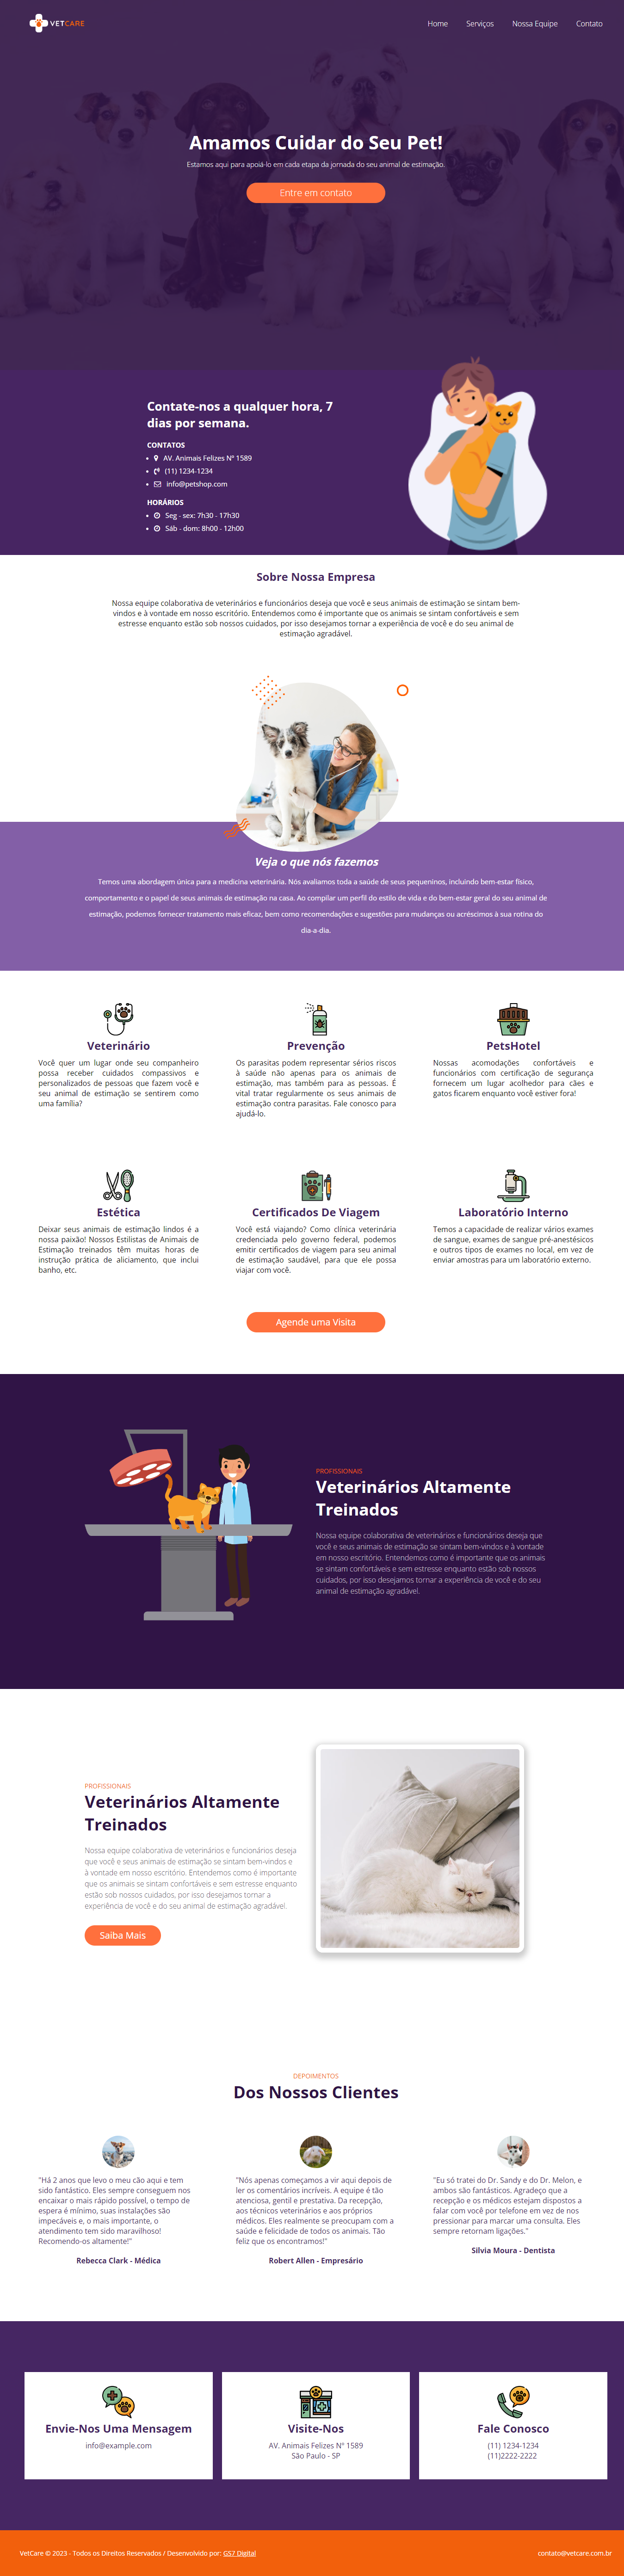 VETCARE
Home Serviços Nossa Equipe Contato
Amamos Cuidar do Seu Pet!
Estamos aqui para apoiá-lo em cada etapa da jornada do seu animal de estimação.
Entre em contato
Contate-nos a qualquer hora, 7
dias por semana.
CONTATOS
AV. Animais Felizes Nº 1589
(11) 1234-1234
info@petshop.com
HORÁRIOS
Seg - sex: 7h30 - 17h30
Sáb - dom: 8h00 - 12h00
Sobre Nossa Empresa
Nossa equipe colaborativa de veterinários e funcionários deseja que você e seus animais de estimação se sintam bem-
vindos e à vontade em nosso escritório. Entendemos como é importante que os animais se sintam confortáveis e sem
estresse enquanto estão sob nossos cuidados, por isso desejamos tornar a experiência de você e do seu animal de
estimação agradável.
Veja o que nós fazemos
Temos uma abordagem única para a medicina veterinária. Nós avaliamos toda a saúde de seus pequeninos, incluindo bem-estar físico,
comportamento e o papel de seus animais de estimação na casa. Ao compilar um perfil do estilo de vida e do bem-estar geral do seu animal de
estimação, podemos fornecer tratamento mais eficaz, bem como recomendações e sugestões para mudanças ou acréscimos à sua rotina do
dia-a-dia.
Veterinário
Você quer um lugar onde seu companheiro
possa receber cuidados compassivos e
personalizados de pessoas que fazem você e
seu animal de estimação se sentirem como
uma família?
Prevenção
Os parasitas podem representar sérios riscos
à saúde não apenas para os animais de
estimação, mas também para as pessoas. É
vital tratar regularmente os seus animais de
estimação contra parasitas. Fale conosco para
ajudá-lo.
PetsHotel
Nossas acomodações confortáveis e
funcionários com certificação de segurança
fornecem um lugar acolhedor para cães e
gatos ficarem enquanto você estiver fora!
Estética
Deixar seus animais de estimação lindos é a
nossa paixão! Nossos Estilistas de Animais de
Estimação treinados têm muitas horas de
instrução prática de aliciamento, que inclui
banho, etc.
Certificados De Viagem
Você está viajando? Como clínica veterinária
credenciada pelo governo federal, podemos
emitir certificados de viagem para seu animal
de estimação saudável, para que ele possa
viajar com você.
Laboratório Interno
Temos a capacidade de realizar vários exames
de sangue, exames de sangue pré-anestésicos
e outros tipos de exames no local, em vez de
enviar amostras para um laboratório externo.
Agende uma Visita
PROFISSIONAIS
Veterinários Altamente
Treinados
Nossa equipe colaborativa de veterinários e funcionários deseja que
você e seus animais de estimação se sintam bem-vindos e à vontade
em nosso escritório. Entendemos como é importante que os animais
se sintam confortáveis e sem estresse enquanto estão sob nossos
cuidados, por isso desejamos tornar a experiência de você e do seu
animal de estimação agradável.
PROFISSIONAIS
Veterinários Altamente
Treinados
Nossa equipe colaborativa de veterinários e funcionários deseja
que você e seus animais de estimação se sintam bem-vindos e
à vontade em nosso escritório. Entendemos como é importante
que os animais se sintam confortáveis e sem estresse enquanto
estão sob nossos cuidados, por isso desejamos tornar a
experiência de você e do seu animal de estimação agradável.
Saiba Mais
DEPOIMENTOS
Dos Nossos Clientes
"Há 2 anos que levo o meu cão aqui e tem
sido fantástico. Eles sempre conseguem nos
encaixar o mais rápido possível, o tempo de
espera é mínimo, suas instalações são
impecáveis e, o mais importante, o
atendimento tem sido maravilhoso!
Recomendo-os altamente!"
Rebecca Clark - Médica
"Nós apenas começamos a vir aqui depois de
ler os comentários incríveis. A equipe é tão
atenciosa, gentil e prestativa. Da recepção,
aos técnicos veterinários e aos próprios
médicos. Eles realmente se preocupam com a
saúde e felicidade de todos os animais. Tão
feliz que os encontramos!"
Robert Allen - Empresário
"Eu só tratei do Dr. Sandy e do Dr. Melon, e
ambos são fantásticos. Agradeço que a
recepção e os médicos estejam dispostos a
falar com você por telefone em vez de nos
pressionar para marcar uma consulta. Eles
sempre retornam ligações."
Silvia Moura - Dentista
Envie-Nos Uma Mensagem
info@example.com
Visite-Nos
AV. Animais Felizes Nº 1589
São Paulo - SP
Fale Conosco
(11) 1234-1234
(11)2222-2222
VetCare © 2023 - Todos os Direitos Reservados / Desenvolvido por: GS7 Digital
contato@vetcare.com.br